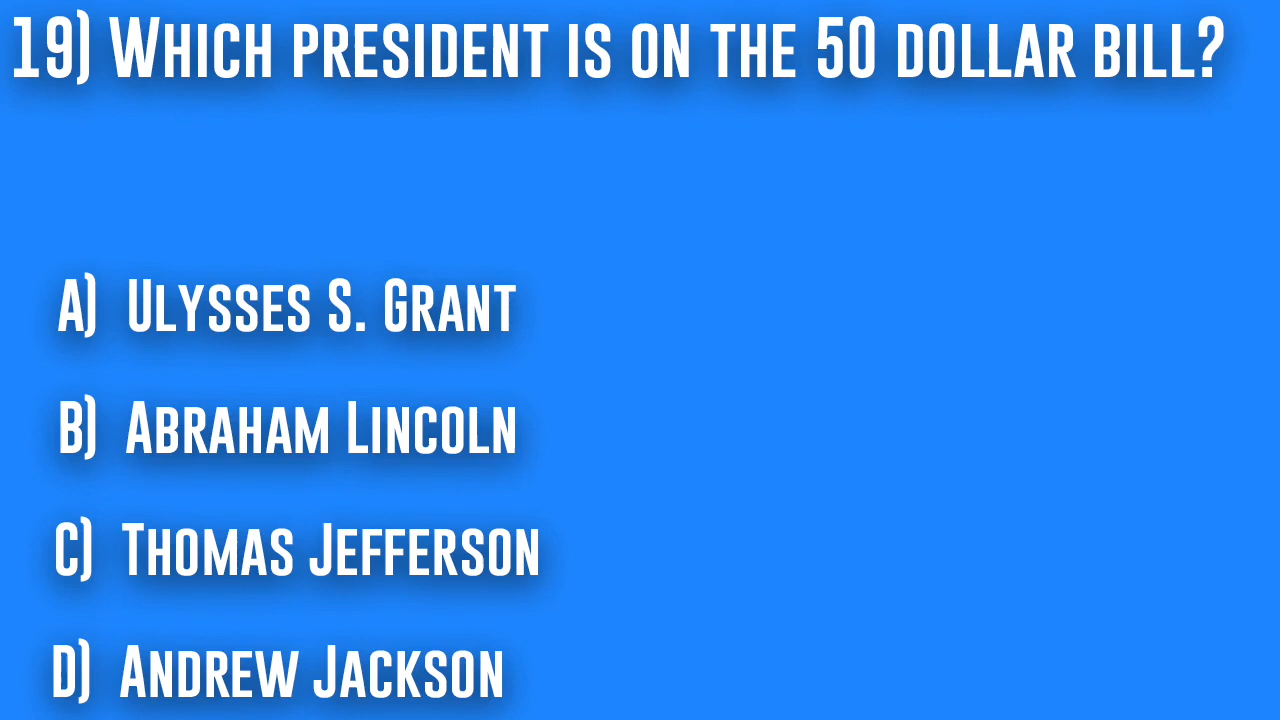 19) Which president is on the 50 dollar bill?
A) Ulysses S. Grant
B) Abraham Lincoln
C) Thomas Jefferson
D) Andrew Jackson